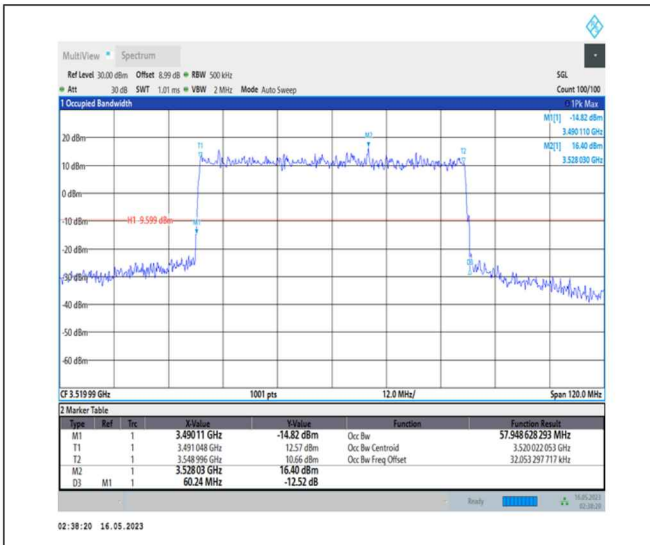 MultiView Spectrum
Ref Level 30.00 dBm Offset 8.99 dB RBW 500 kHz SGL
Att 30 dB SWT 1.01 ms VBW 2 MHz Mode Auto Sweep Count 100/100
1 Occupied Bandwidth 1Pk Max
M1[1] -14.82 dBm
3.490 110 GHz
M2[1] 16.40 dBm
3.528 030 GHz
20 dBm
M2
T1
T2
10 dBm
0 dBm
-10 dBm
H1 -9.599 dBm
M1
D3
-30 dBm
-40 dBm
-50 dBm
-60 dBm
CF 3.519 99 GHz 1001 pts 12.0 MHz/ Span 120.0 MHz
2 Marker Table
Type Ref Trc X-Value Y-Value Function Function Result
M1 1 3.490 11 GHz -14.82 dBm Occ Bw 57.948 628 293 MHz
T1 1 3.491 048 GHz 12.57 dBm Occ Bw Centroid 3.520 022 053 GHz
T2 1 3.548 996 GHz 10.66 dBm Occ Bw Freq Offset 32.053 297 717 kHz
M2 1 3.528 03 GHz 16.40 dBm
D3 M1 1 60.24 MHz -12.52 dB
Ready 16.05.2023
02:38:20
02:38:20 16.05.2023